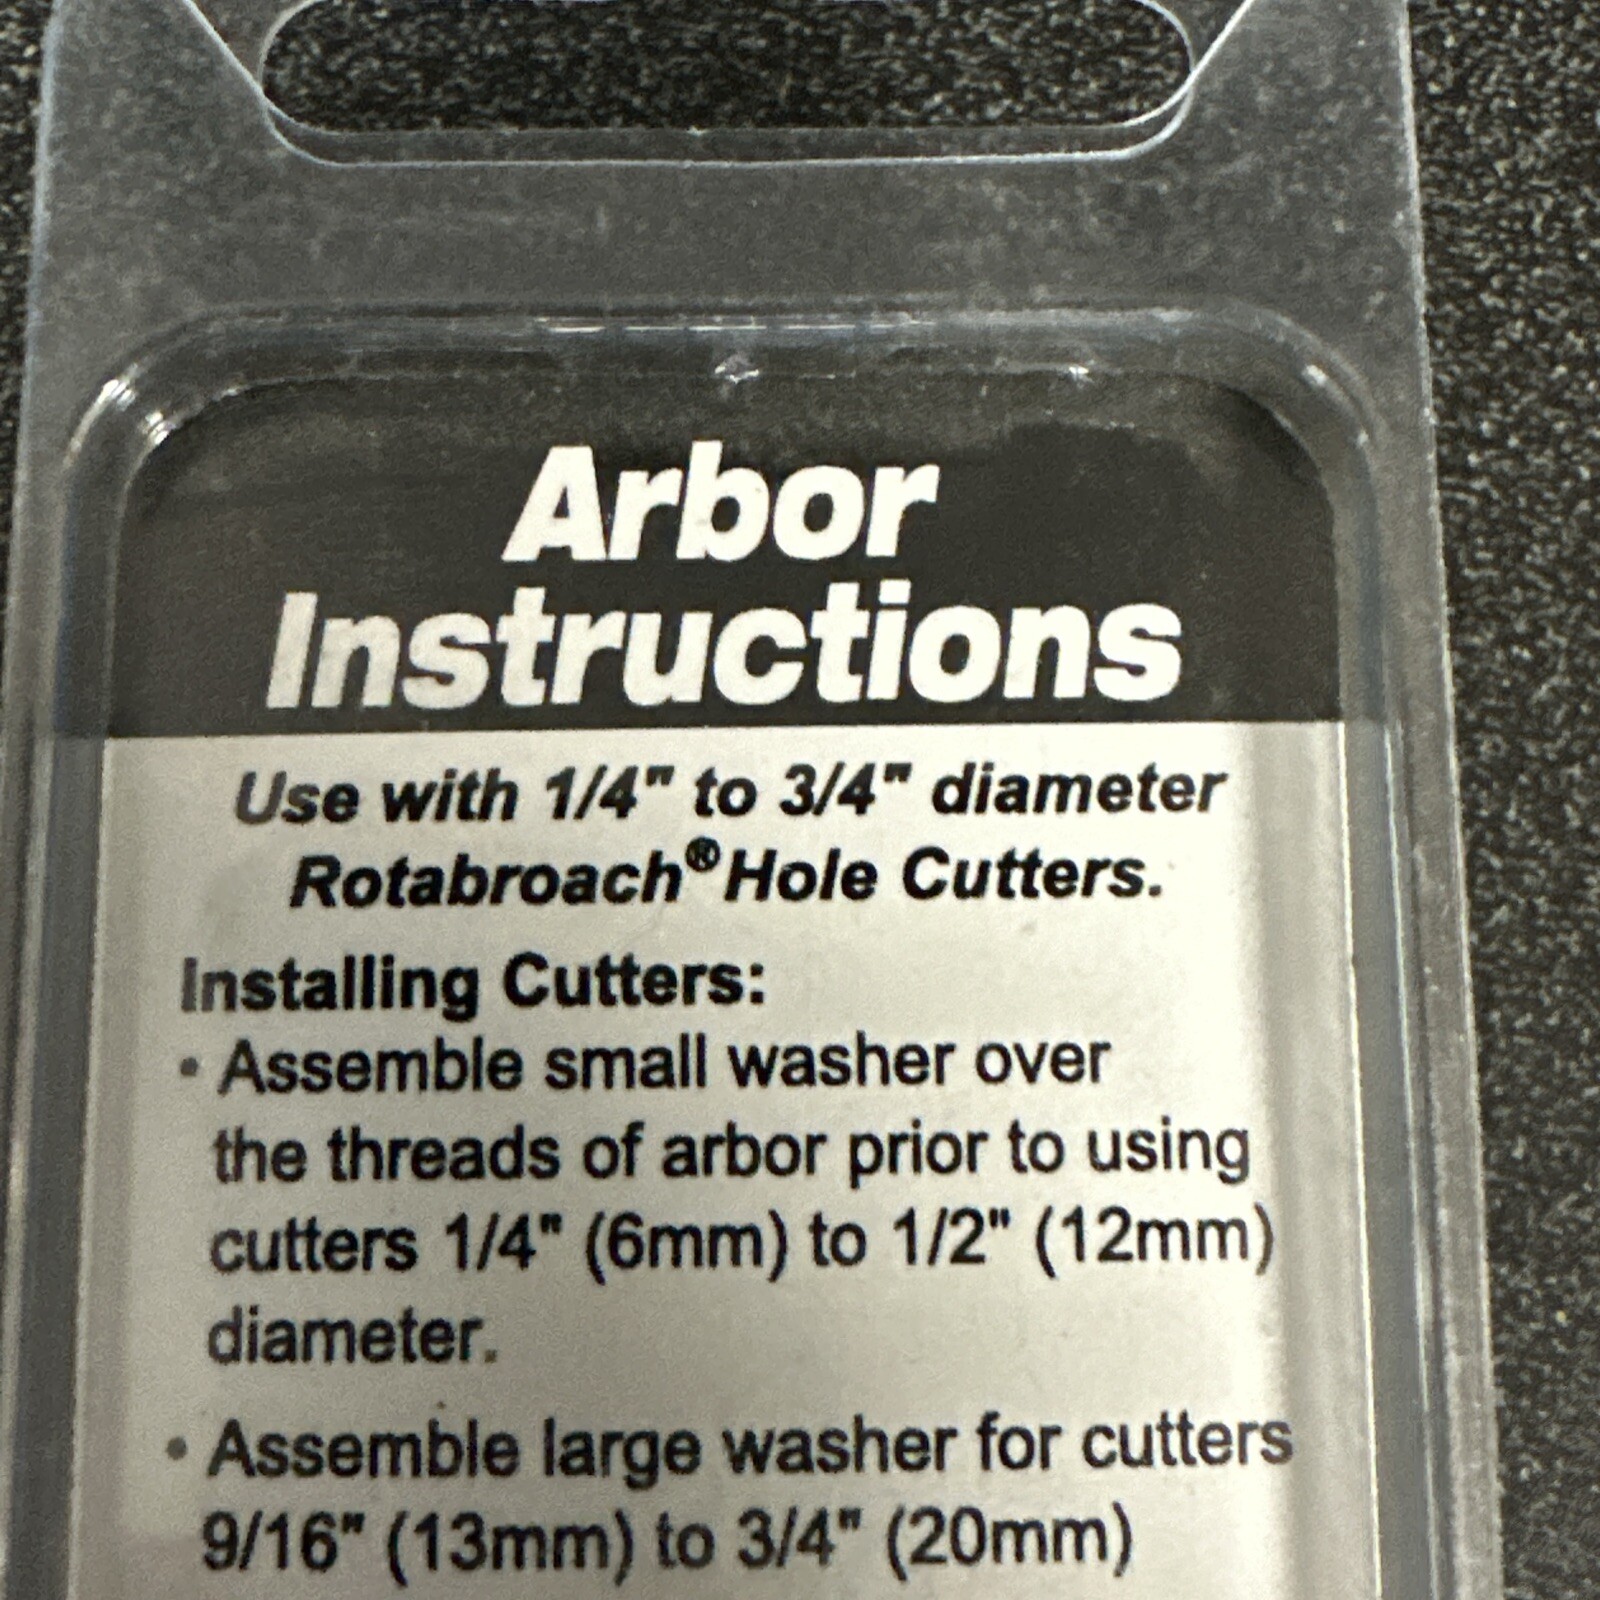 Arbor
Instructions
Use with 1/4" to 3/4" diameter
Rotabroach® Hole Cutters.
Installing Cutters:
• Assemble small washer over
the threads of arbor prior to using
cutters 1/4" (6mm) to 1/2" (12mm)
diameter.
• Assemble large washer for cutters
9/16" (13mm) to 3/4" (20mm)